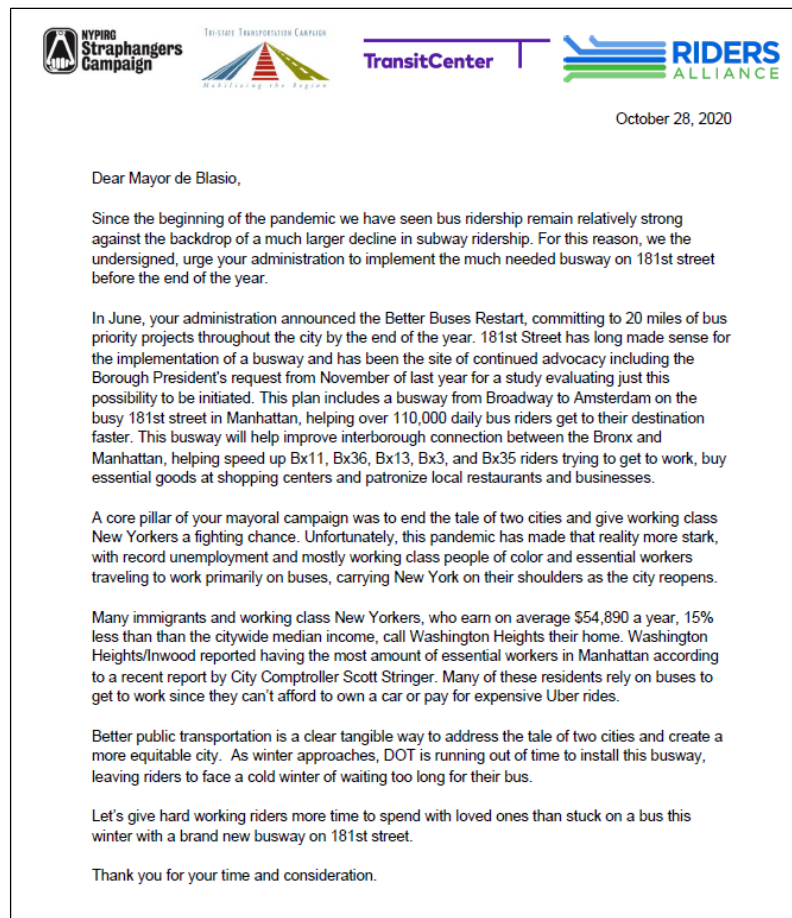 NYPIRG
Straphangers
Campaign
TRI-STATE TRANSPORTATION CAMPAIGN
Mobilizing the Region
TransitCenter
RIDERS
ALLIANCE
October 28, 2020
Dear Mayor de Blasio,
Since the beginning of the pandemic we have seen bus ridership remain relatively strong
against the backdrop of a much larger decline in subway ridership. For this reason, we the
undersigned, urge your administration to implement the much needed busway on 181st street
before the end of the year.
In June, your administration announced the Better Buses Restart, committing to 20 miles of bus
priority projects throughout the city by the end of the year. 181st Street has long made sense for
the implementation of a busway and has been the site of continued advocacy including the
Borough President's request from November of last year for a study evaluating just this
possibility to be initiated. This plan includes a busway from Broadway to Amsterdam on the
busy 181st street in Manhattan, helping over 110,000 daily bus riders get to their destination
faster. This busway will help improve interborough connection between the Bronx and
Manhattan, helping speed up Bx11, Bx36, Bx13, Bx3, and Bx35 riders trying to get to work, buy
essential goods at shopping centers and patronize local restaurants and businesses.
A core pillar of your mayoral campaign was to end the tale of two cities and give working class
New Yorkers a fighting chance. Unfortunately, this pandemic has made that reality more stark,
with record unemployment and mostly working class people of color and essential workers
traveling to work primarily on buses, carrying New York on their shoulders as the city reopens.
Many immigrants and working class New Yorkers, who earn on average $54,890 a year, 15%
less than than the citywide median income, call Washington Heights their home. Washington
Heights/Inwood reported having the most amount of essential workers in Manhattan according
to a recent report by City Comptroller Scott Stringer. Many of these residents rely on buses to
get to work since they can't afford to own a car or pay for expensive Uber rides.
Better public transportation is a clear tangible way to address the tale of two cities and create a
more equitable city.  As winter approaches, DOT is running out of time to install this busway,
leaving riders to face a cold winter of waiting too long for their bus.
Let's give hard working riders more time to spend with loved ones than stuck on a bus this
winter with a brand new busway on 181st street.
Thank you for your time and consideration.